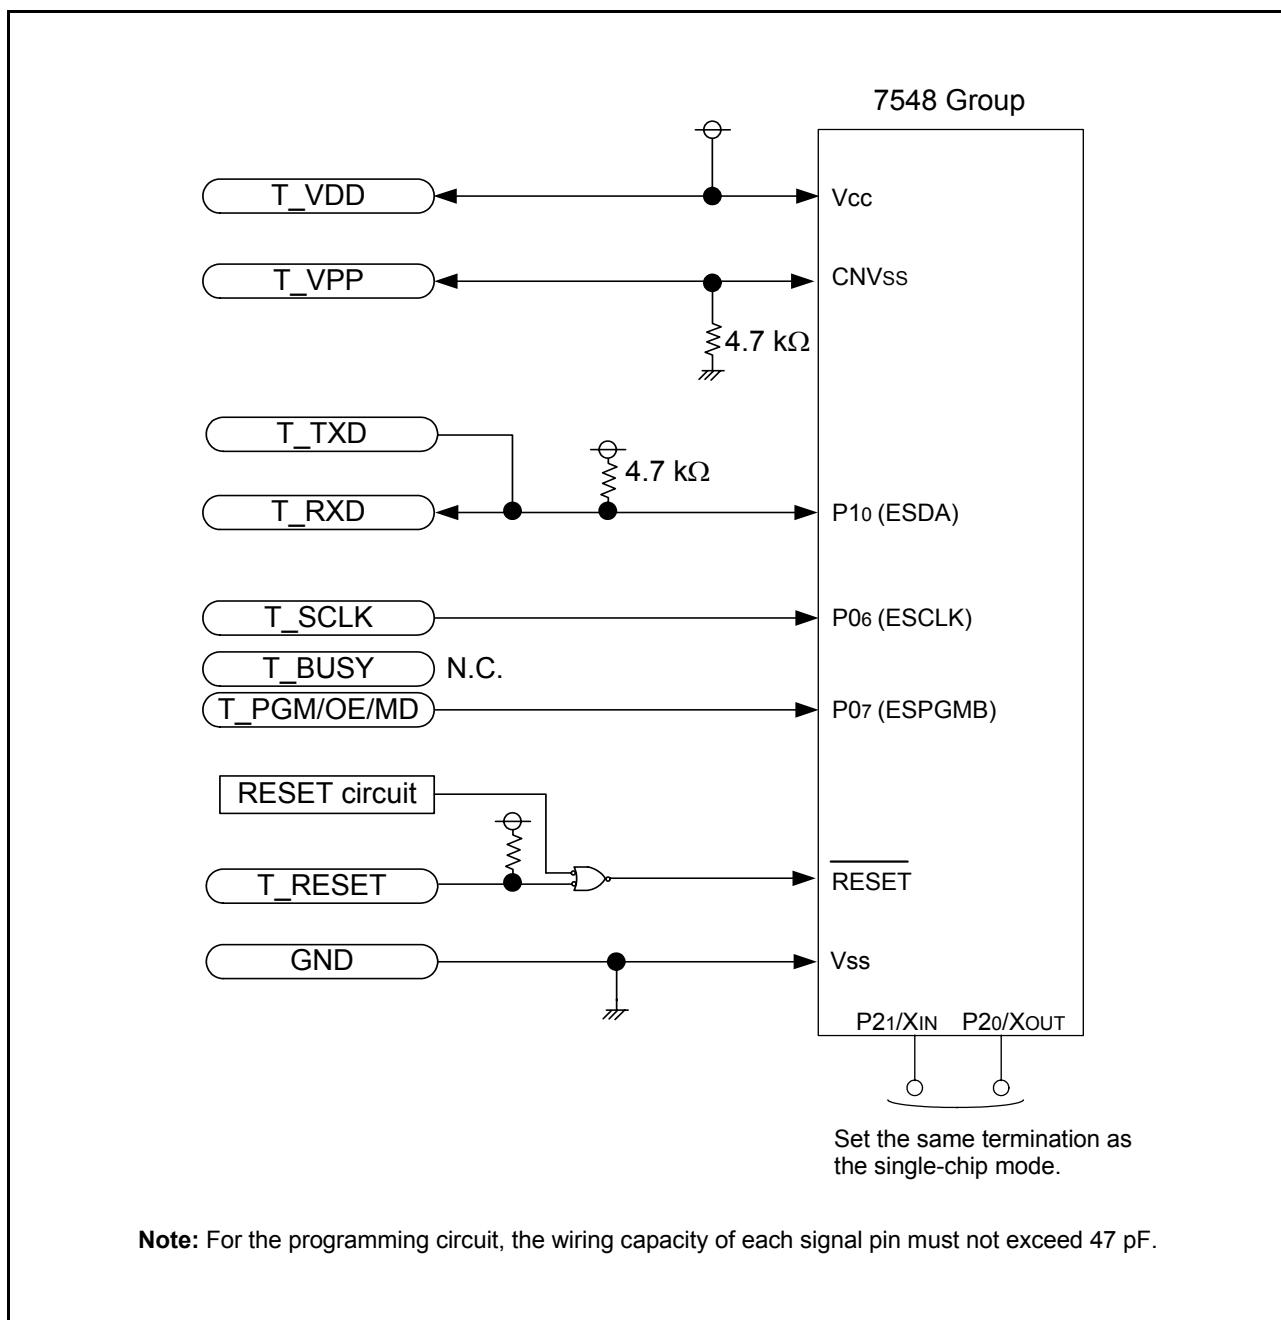 7548 Group
T_VDD
Vcc
T_VPP
CNVss
4.7 kΩ
T_TXD
4.7 kΩ
T_RXD
P10 (ESDA)
T_SCLK
P06 (ESCLK)
T_BUSY N.C.
T_PGM/OE/MD
P07 (ESPGMB)
RESET circuit
T_RESET
RESET
GND
Vss
P21/XIN P20/XOUT
Set the same termination as
the single-chip mode.
Note: For the programming circuit, the wiring capacity of each signal pin must not exceed 47 pF.